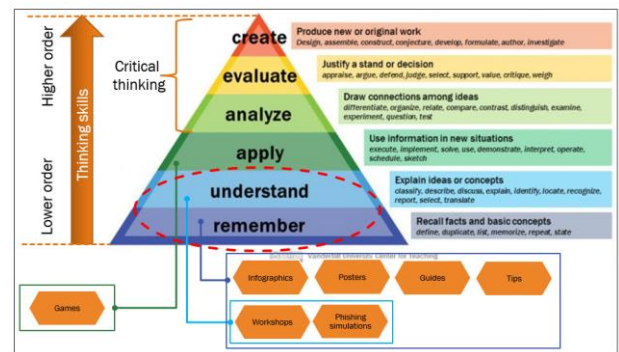 Higher order
Lower order
Thinking skills
Critical
thinking
create
evaluate
analyze
apply
understand
remember
Produce new or original work
Design, assemble, construct, conjecture, develop, formulate, author, investigate
Justify a stand or decision
appraise, argue, defend, judge, select, support, value, critique, weigh
Draw connections among ideas
differentiate, organize, relate, compare, contrast, distinguish, examine,
experiment, question, test
Use information in new situations
execute, implement, solve, use, demonstrate, interpret, operate,
schedule, sketch
Explain ideas or concepts
classify, describe, discuss, explain, identify, locate, recognize,
report, select, translate
Recall facts and basic concepts
define, duplicate, list, memorize, repeat, state
Vanderbilt University Center for Teaching
Infographics
Posters
Guides
Tips
Games
Workshops
Phishing
simulations